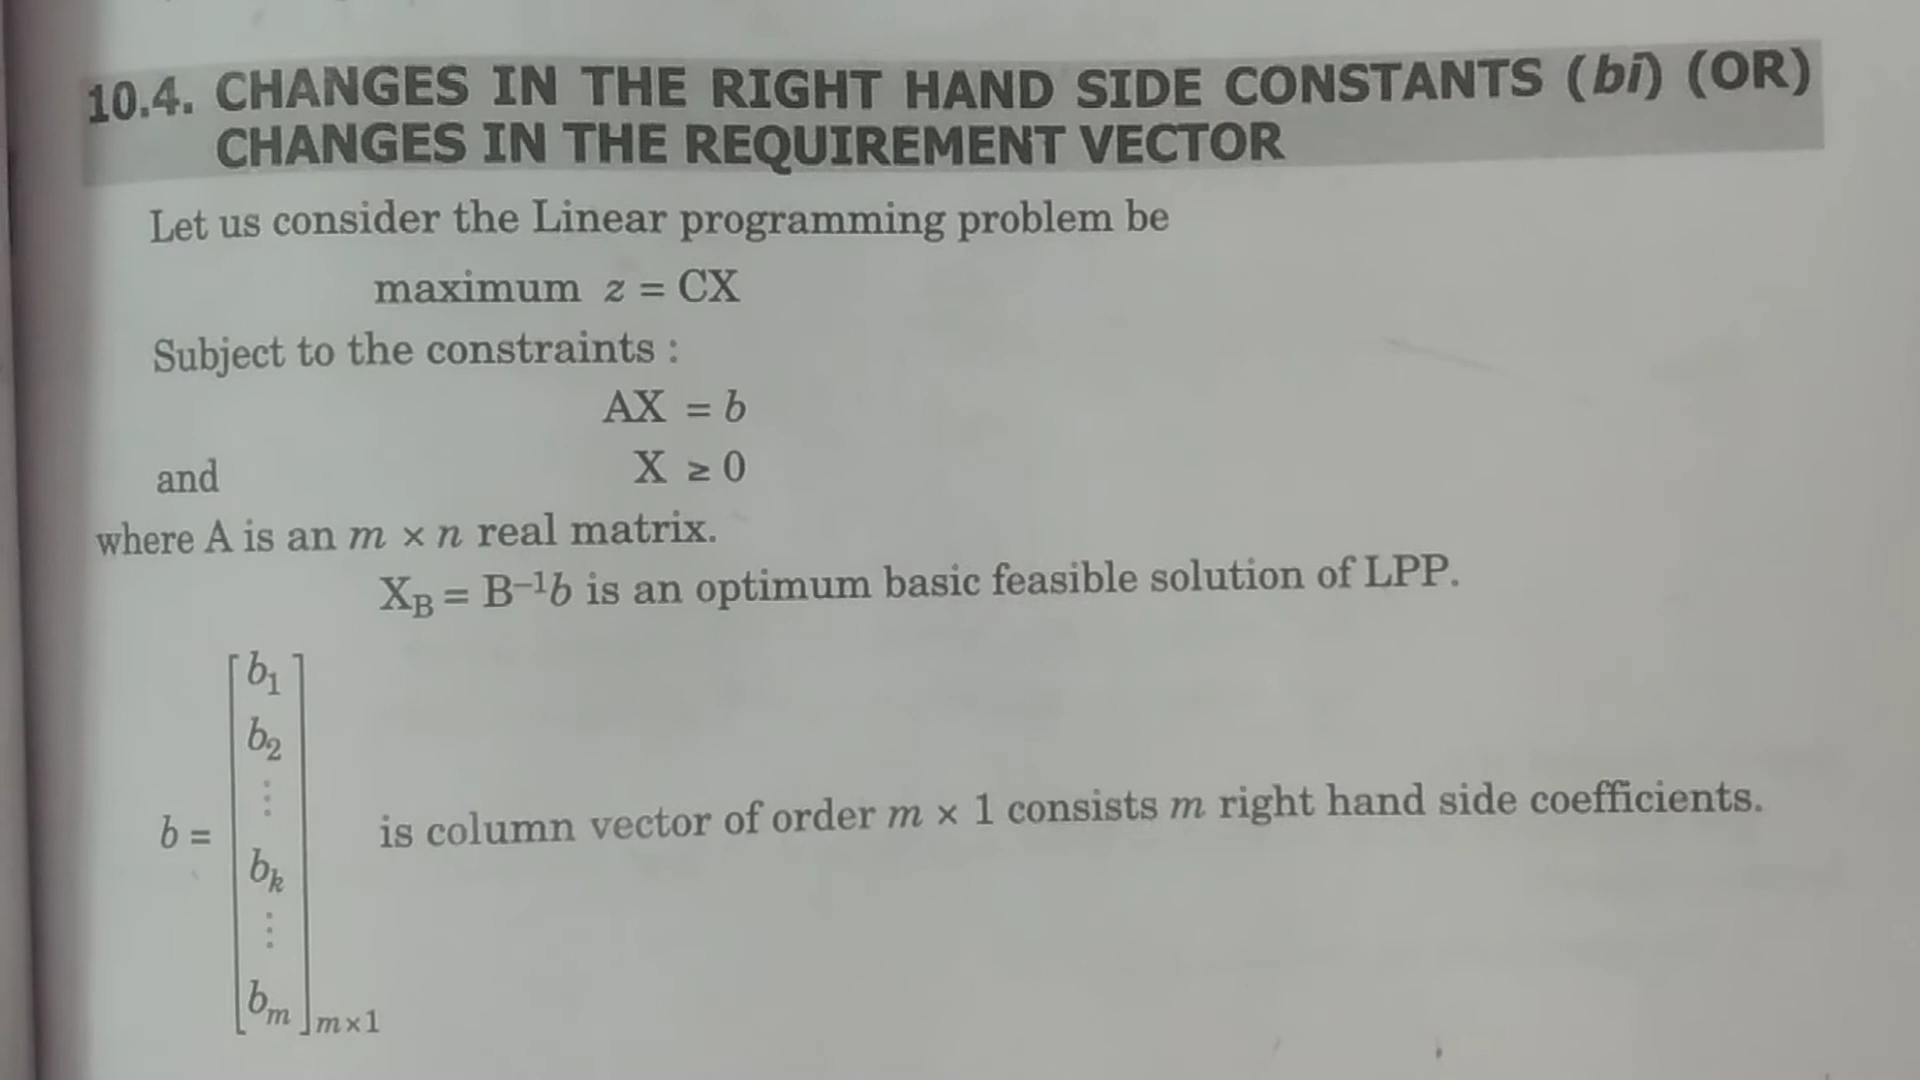 10.4. CHANGES IN THE RIGHT HAND SIDE CONSTANTS (bi) (OR)
CHANGES IN THE REQUIREMENT VECTOR
Let us consider the Linear programming problem be
maximum z = CX
Subject to the constraints :
AX = b
and X ≥ 0
where A is an m × n real matrix.
X_B = B⁻¹b is an optimum basic feasible solution of LPP.
b₁
b₂
⋮
b = is column vector of order m × 1 consists m right hand side coefficients.
b_k
⋮
b_m m×1